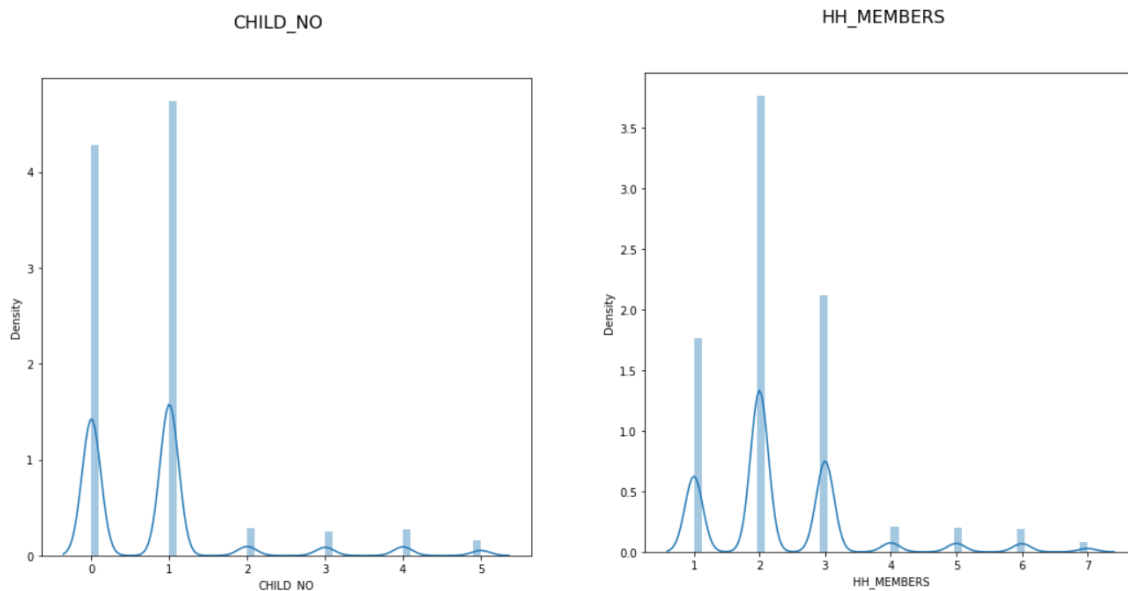 CHILD_NO
4
3
2
1
0
Density
0 1 2 3 4 5
CHILD_NO
HH_MEMBERS
3.5
3.0
2.5
2.0
1.5
1.0
0.5
0.0
Density
1 2 3 4 5 6 7
HH_MEMBERS